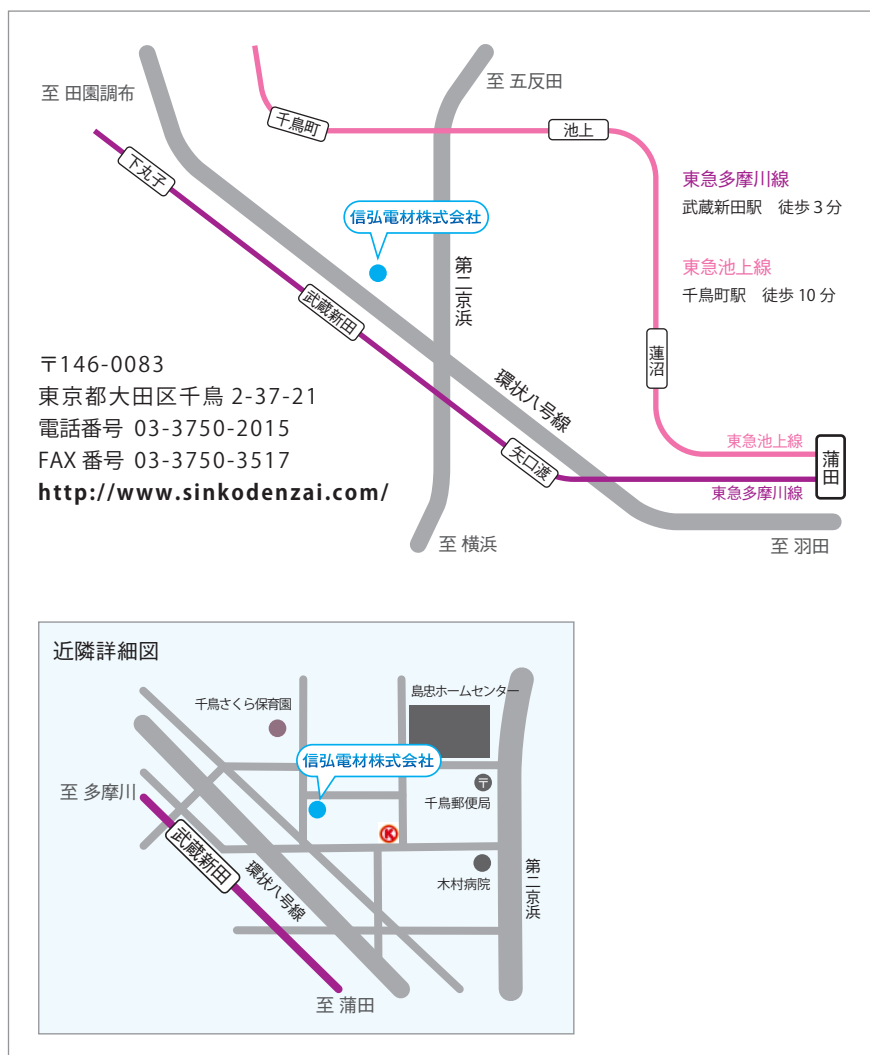 至 田園調布
至 五反田
千鳥町
池上
下丸子
東急多摩川線
武蔵新田駅　徒歩 3 分
信弘電材株式会社
東急池上線
千鳥町駅　徒歩 10 分
第二京浜
武蔵新田
蓮沼
〒146-0083
東京都大田区千鳥 2-37-21
電話番号 03-3750-2015
FAX 番号 03-3750-3517
http://www.sinkodenzai.com/
環状八号線
矢口渡
東急池上線
蒲田
東急多摩川線
至 横浜
至 羽田
近隣詳細図
島忠ホームセンター
千鳥さくら保育園
信弘電材株式会社
至 多摩川
〒
千鳥郵便局
K
武蔵新田
環状八号線
木村病院
第二京浜
至 蒲田